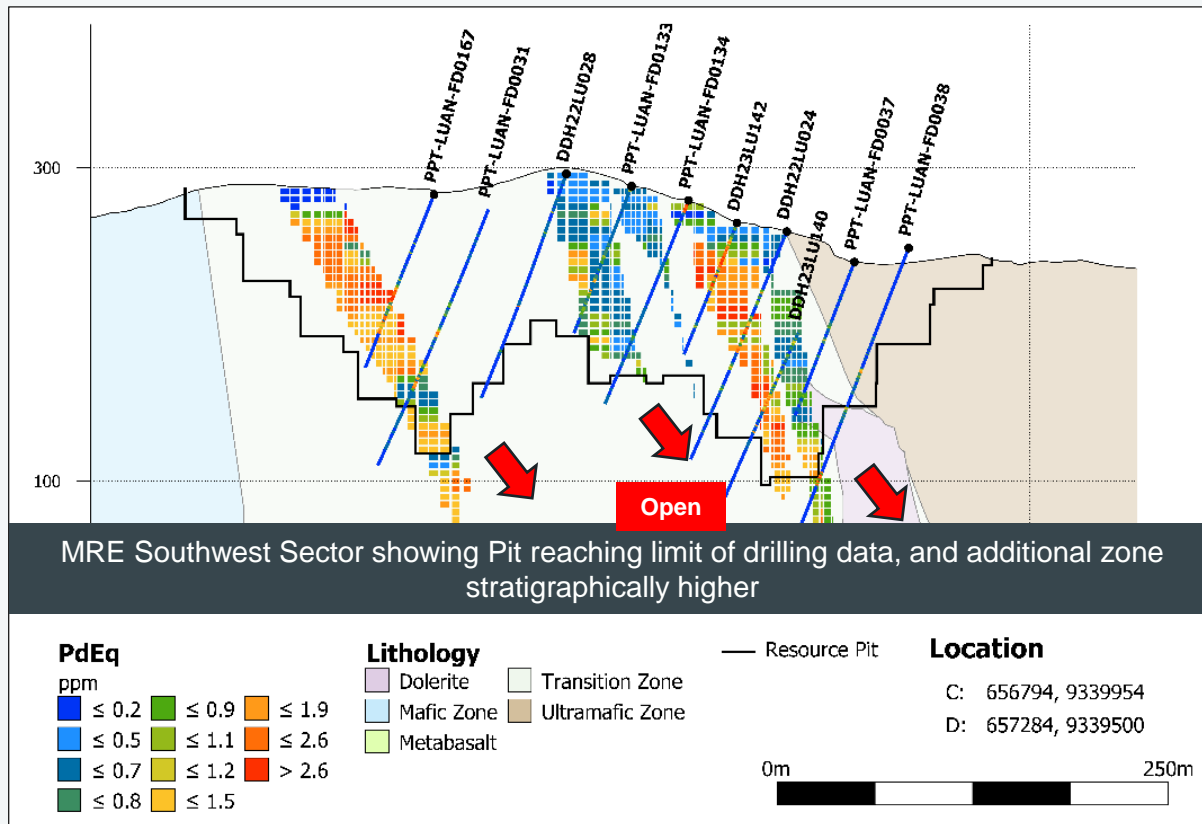 PPT-LUAN-FD0167
PPT-LUAN-FD0031
DDH22LU028
PPT-LUAN-FD0133
PPT-LUAN-FD0134
DDH23LU142
DDH22LU024
DDH23LU140
PPT-LUAN-FD0037
PPT-LUAN-FD0038
300
100
Open
MRE Southwest Sector showing Pit reaching limit of drilling data, and additional zone
stratigraphically higher
PdEq
ppm
≤ 0.2
≤ 0.5
≤ 0.7
≤ 0.8
≤ 0.9
≤ 1.1
≤ 1.2
≤ 1.5
≤ 1.9
≤ 2.6
> 2.6
Lithology
Dolerite
Mafic Zone
Metabasalt
Transition Zone
Ultramafic Zone
Resource Pit
Location
C: 656794, 9339954
D: 657284, 9339500
0m 250m